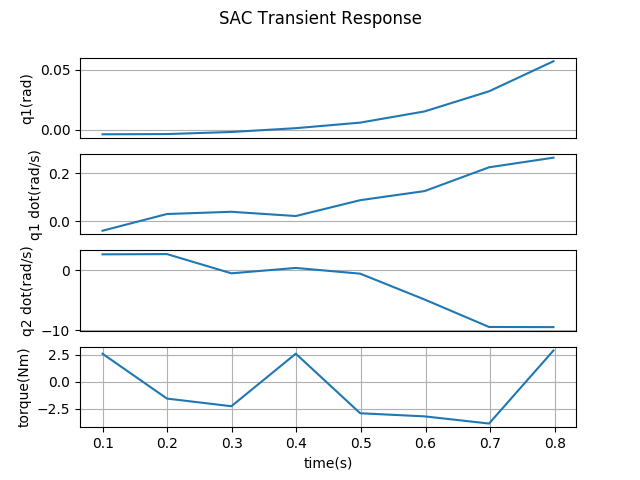 SAC Transient Response
0.05
0.00
q1(rad)
0.2
0.0
q1 dot(rad/s)
0
−10
q2 dot(rad/s)
2.5
0.0
−2.5
torque(Nm)
0.1 0.2 0.3 0.4 0.5 0.6 0.7 0.8
time(s)